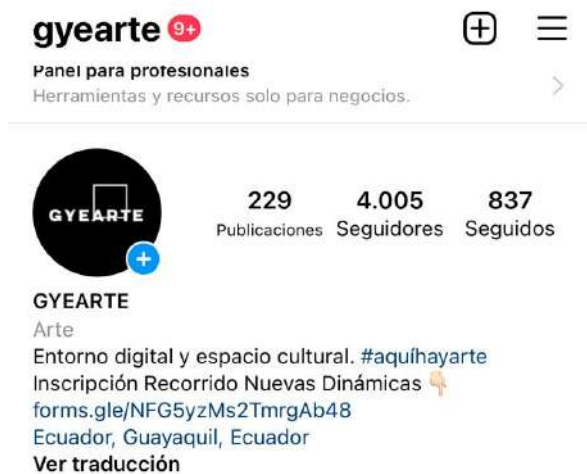 gyearte 9+
Panel para profesionales
Herramientas y recursos solo para negocios.
GYEARTE
229 4.005 837
Publicaciones Seguidores Seguidos
GYEARTE
Arte
Entorno digital y espacio cultural. #aquíhayarte
Inscripción Recorrido Nuevas Dinámicas 👇🏻
forms.gle/NFG5yzMs2TmrgAb48
Ecuador, Guayaquil, Ecuador
Ver traducción